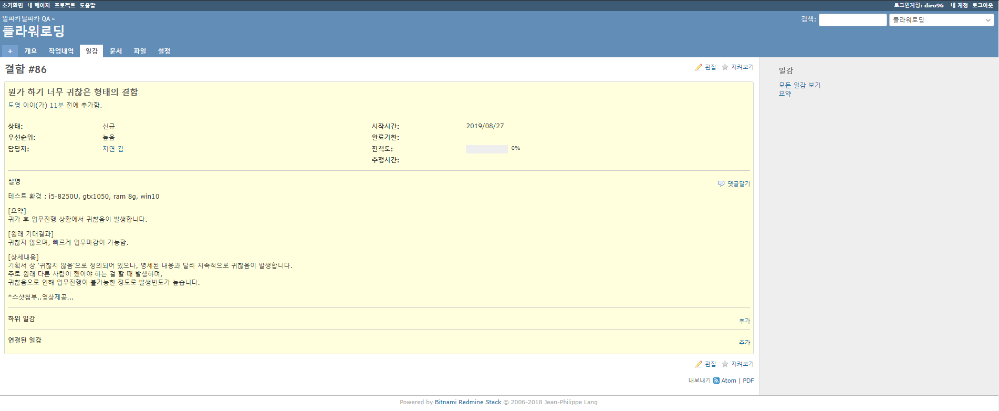 초기화면 내 페이지 프로젝트 도움말
로그인계정: diro96 내 계정 로그아웃
알파카털파카 QA »
검색: 플라워로딩
플라워로딩
+ 개요 작업내역 일감 문서 파일 설정
결함 #86
편집 지켜보기
뭔가 하기 너무 귀찮은 형태의 결함
도영 이이(가) 11분 전에 추가함.
상태: 신규 시작시간: 2019/08/27
우선순위: 높음 완료기한:
담당자: 지연 김 진척도: 0%
추정시간:
설명
댓글달기
테스트 환경 : i5-8250U, gtx1050, ram 8g, win10
[요약]
귀가 후 업무진행 상황에서 귀찮음이 발생합니다.
[원래 기대결과]
귀찮지 않으며, 빠르게 업무마감이 가능함.
[상세내용]
기획서 상 '귀찮지 않음'으로 정의되어 있으나, 명세된 내용과 달리 지속적으로 귀찮음이 발생합니다.
주로 원래 다른 사람이 했어야 하는 걸 할 때 발생하며,
귀찮음으로 인해 업무진행이 불가능한 정도로 발생빈도가 높습니다.
*스샷첨부..영상제공...
하위 일감 추가
연결된 일감 추가
편집 지켜보기
내보내기 Atom | PDF
일감
모든 일감 보기
요약
Powered by Bitnami Redmine Stack © 2006-2018 Jean-Philippe Lang